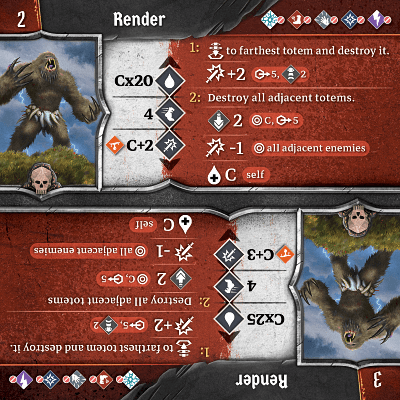 2
Render
1: to farthest totem and destroy it.
+2 5, 2
Cx20
4
C+2
2: Destroy all adjacent totems.
2 C, 5
-1 all adjacent enemies
C self
3
Render
1: to farthest totem and destroy it.
+2 5, 2
Cx25
4
C+3
2: Destroy all adjacent totems
2 C, 5
-1 all adjacent enemies
C self